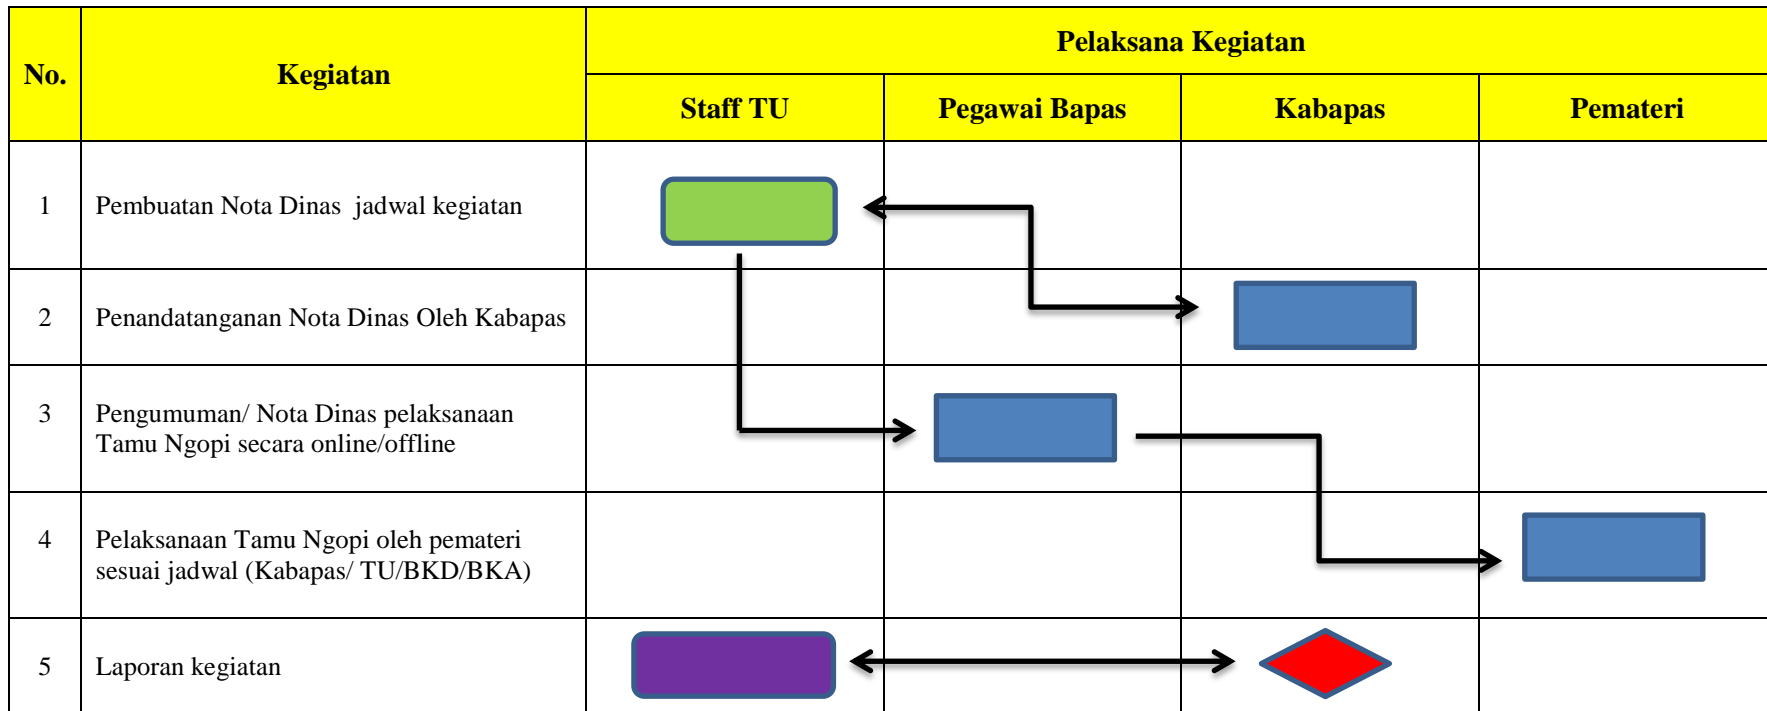 No.
Kegiatan
Pelaksana Kegiatan
Staff TU
Pegawai Bapas
Kabapas
Pemateri
1
Pembuatan Nota Dinas  jadwal kegiatan
2
Penandatanganan Nota Dinas Oleh Kabapas
3
Pengumuman/ Nota Dinas pelaksanaan
Tamu Ngopi secara online/offline
4
Pelaksanaan Tamu Ngopi oleh pemateri
sesuai jadwal (Kabapas/ TU/BKD/BKA)
5
Laporan kegiatan